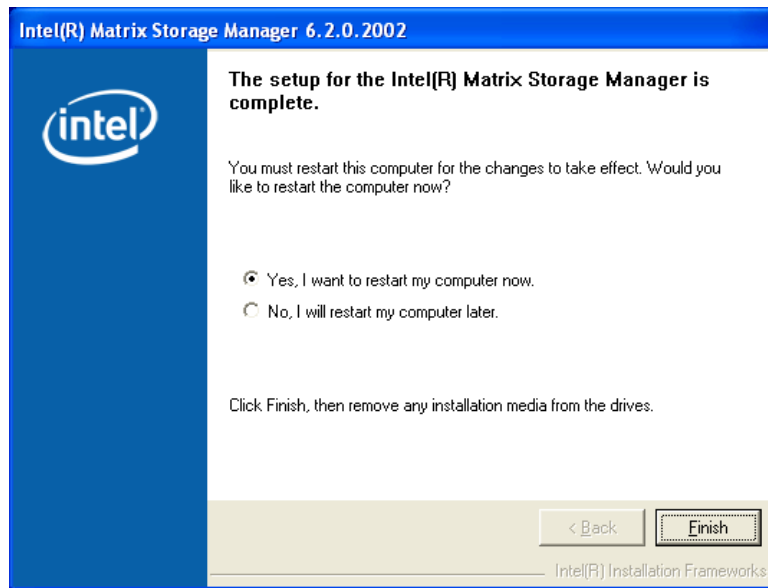 Intel(R) Matrix Storage Manager 6.2.0.2002
intel
The setup for the Intel(R) Matrix Storage Manager is
complete.
You must restart this computer for the changes to take effect. Would you
like to restart the computer now?
Yes, I want to restart my computer now.
No, I will restart my computer later.
Click Finish, then remove any installation media from the drives.
< Back
Finish
Intel(R) Installation Frameworks